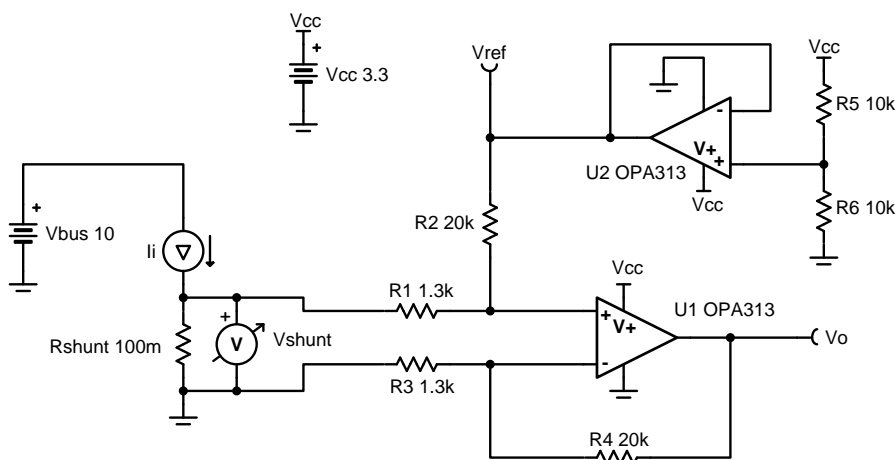 Vcc
Vcc 3.3
Vref
Vcc
R5 10k
-
V+
+
U2 OPA313
Vcc
R6 10k
R2 20k
+
Vbus 10
Ii
Vcc
R1 1.3k
U1 OPA313
+
V+
-
Vo
Rshunt 100m
+
V
Vshunt
R3 1.3k
R4 20k
+